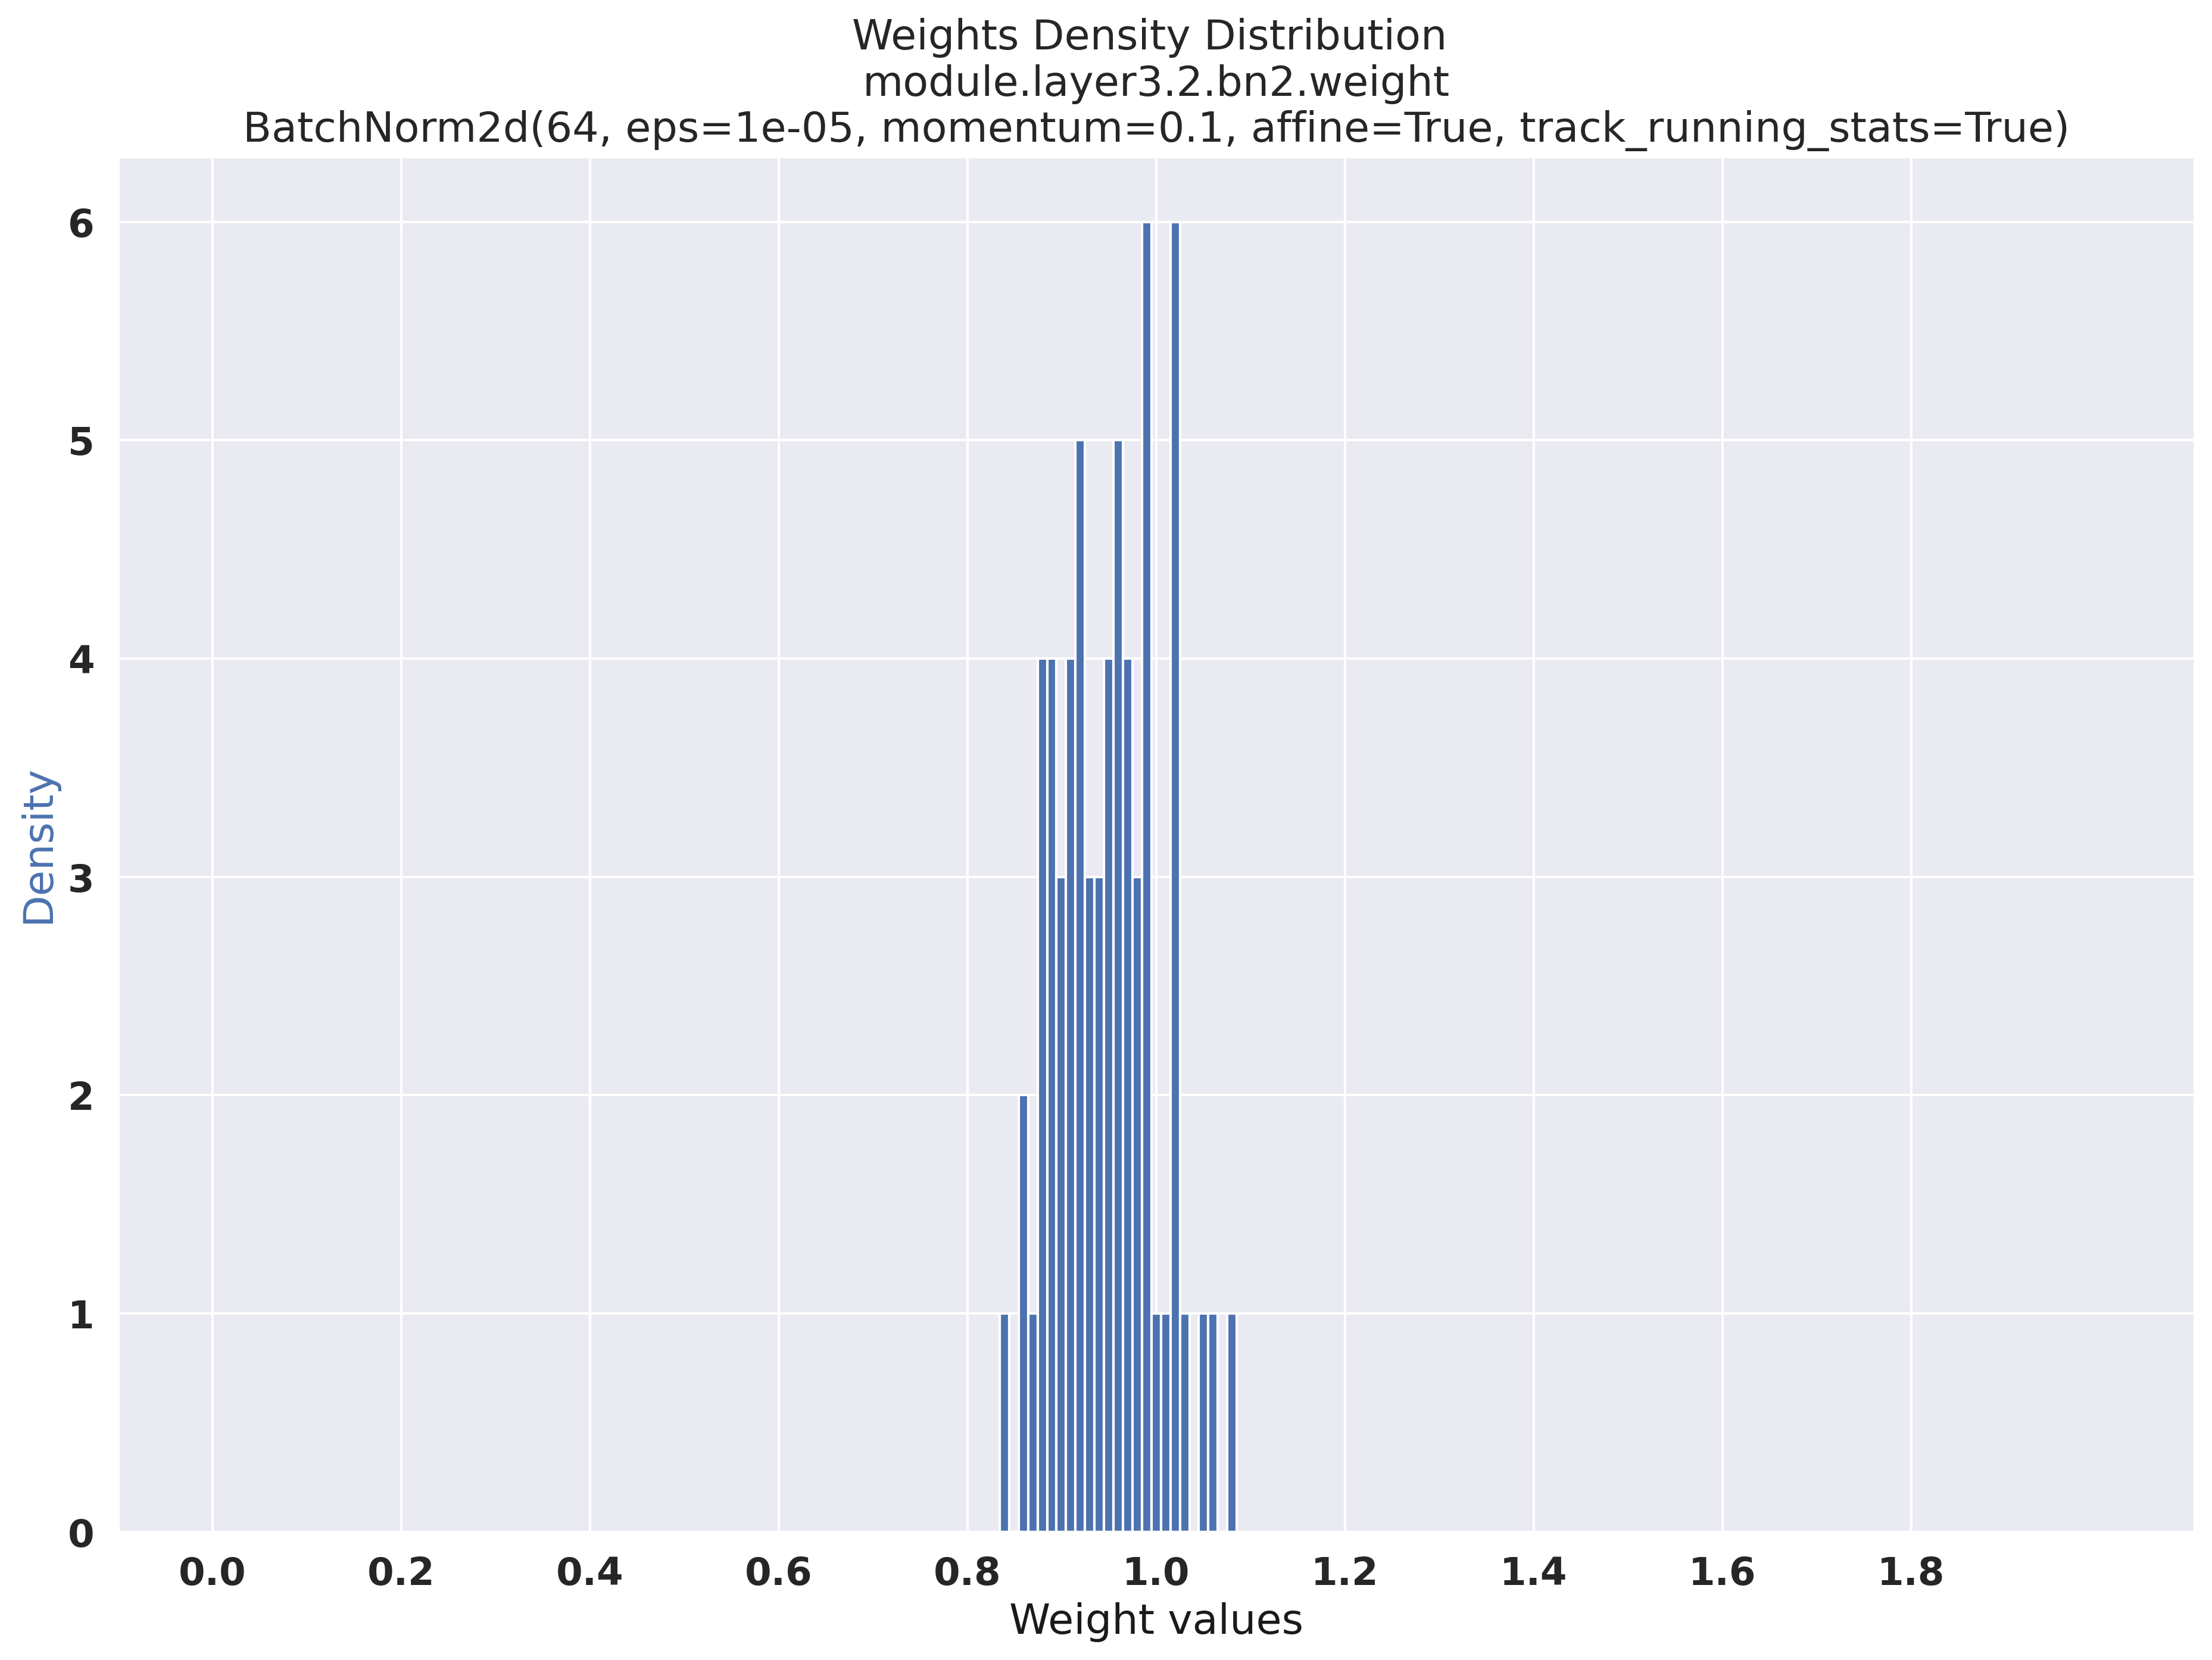 Weights Density Distribution
module.layer3.2.bn2.weight
BatchNorm2d(64, eps=1e-05, momentum=0.1, affine=True, track_running_stats=True)
6
5
4
3
2
1
0
Density
0.0 0.2 0.4 0.6 0.8 1.0 1.2 1.4 1.6 1.8
Weight values